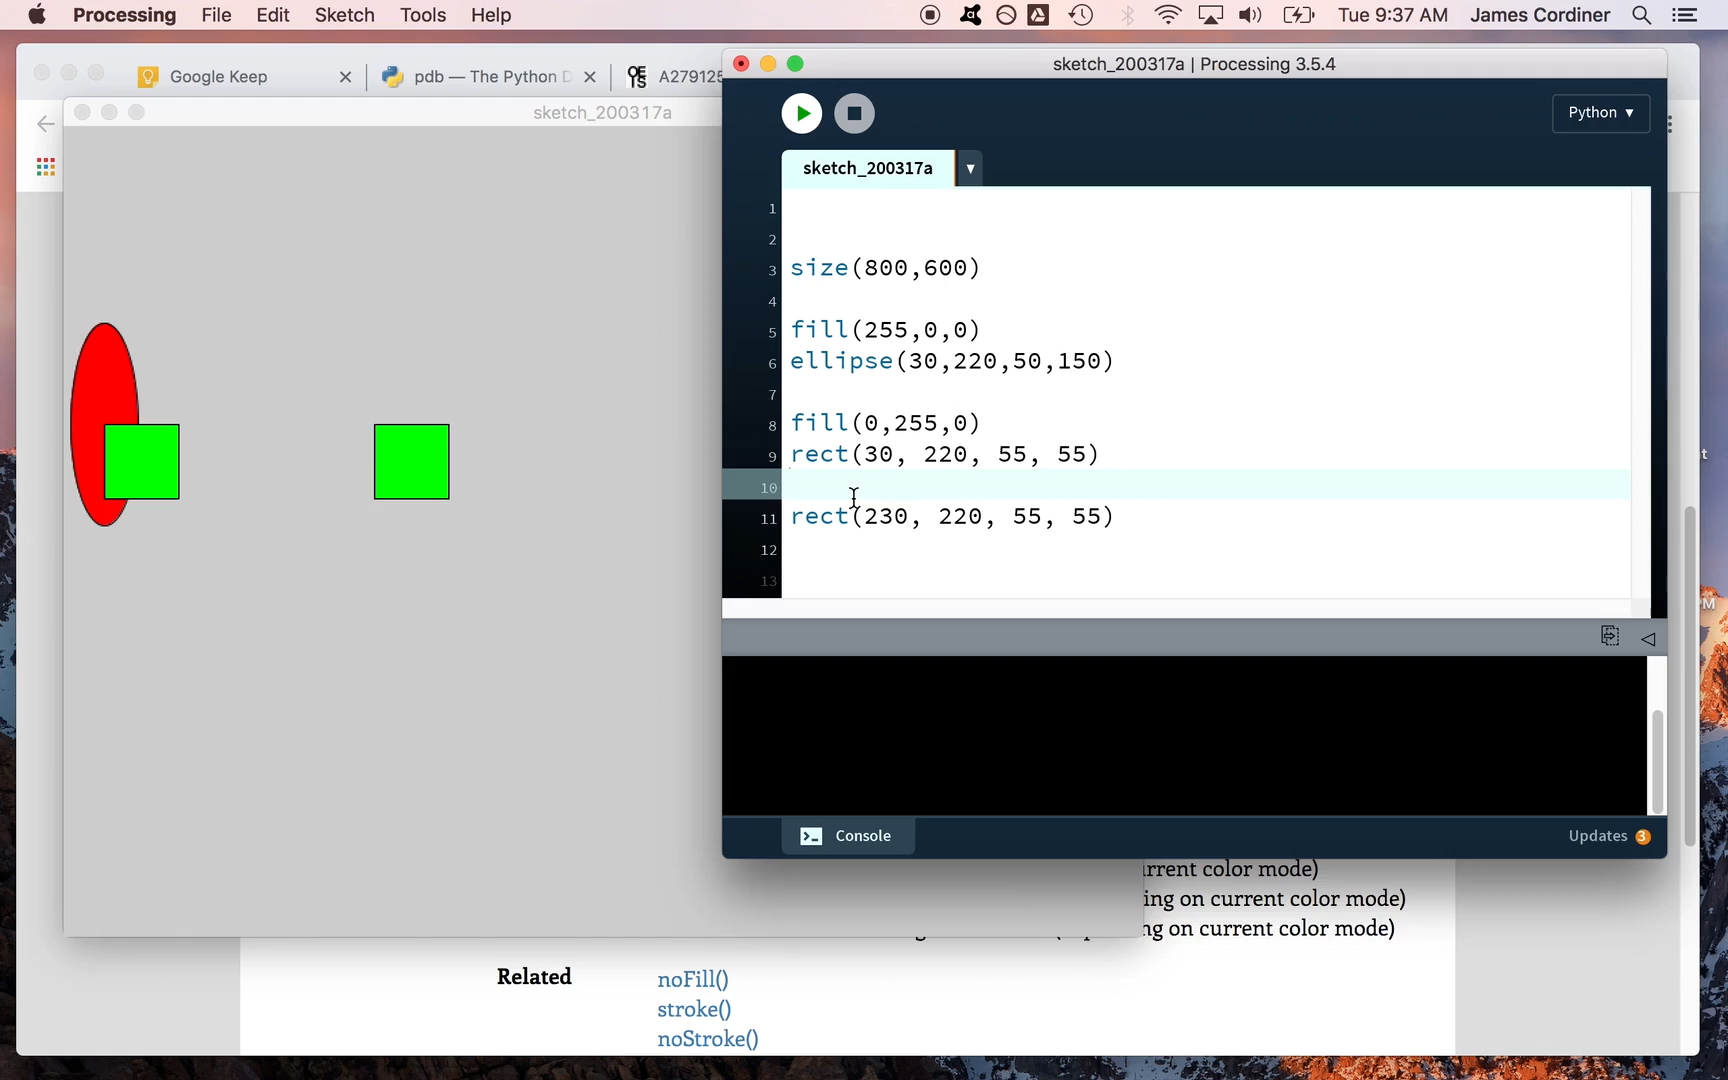 Processing File Edit Sketch Tools Help Tue 9:37 AM James Cordiner
Google Keep pdb — The Python D A279125
sketch_200317a
sketch_200317a | Processing 3.5.4
Python ▾
sketch_200317a ▾
1
2
3 size(800,600)
4
5 fill(255,0,0)
6 ellipse(30,220,50,150)
7
8 fill(0,255,0)
9 rect(30, 220, 55, 55)
10
11 rect(230, 220, 55, 55)
12
13
Console Updates 3
rrent color mode)
ing on current color mode)
ng on current color mode)
Related noFill()
stroke()
noStroke()